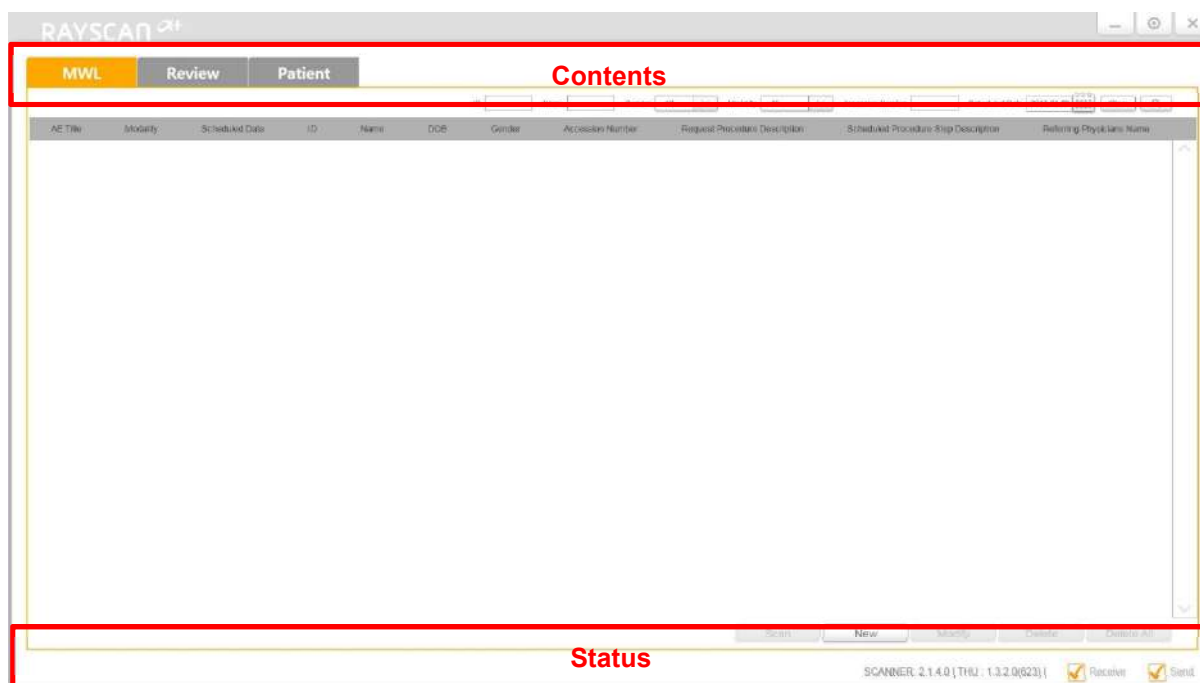 RAYSCAN α+
MWL Review Patient
Contents
AE Title Modality Scheduled Date ID Name DOB Gender Accession Number Request Procedure Description Scheduled Procedure Step Description Referring Physicians Name
Scan New Modify Delete Delete All
Status
SCANNER: 2.1.4.0 | THU : 1.3.2.0(623) | Receive Send